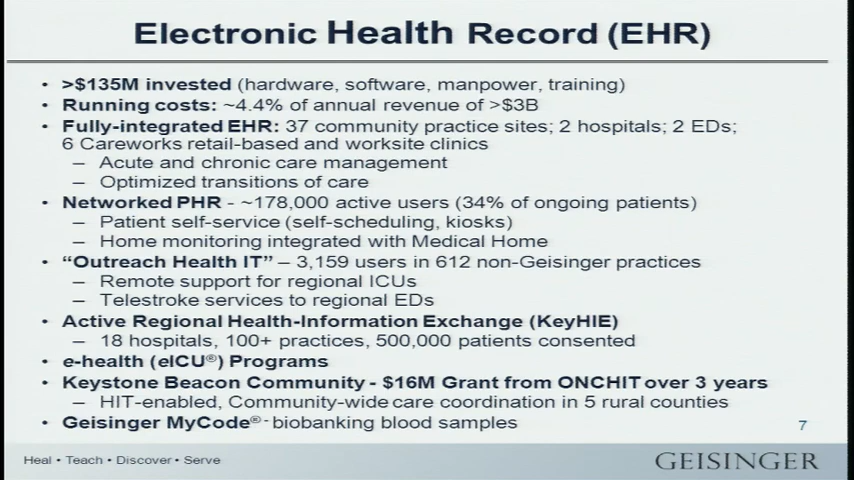 Electronic Health Record (EHR)
• >$135M invested (hardware, software, manpower, training)
• Running costs: ~4.4% of annual revenue of >$3B
• Fully-integrated EHR: 37 community practice sites; 2 hospitals; 2 EDs;
6 Careworks retail-based and worksite clinics
– Acute and chronic care management
– Optimized transitions of care
• Networked PHR - ~178,000 active users (34% of ongoing patients)
– Patient self-service (self-scheduling, kiosks)
– Home monitoring integrated with Medical Home
• “Outreach Health IT” – 3,159 users in 612 non-Geisinger practices
– Remote support for regional ICUs
– Telestroke services to regional EDs
• Active Regional Health-Information Exchange (KeyHIE)
– 18 hospitals, 100+ practices, 500,000 patients consented
• e-health (eICU®) Programs
• Keystone Beacon Community - $16M Grant from ONCHIT over 3 years
– HIT-enabled, Community-wide care coordination in 5 rural counties
• Geisinger MyCode® - biobanking blood samples
7
Heal • Teach • Discover • Serve
GEISINGER